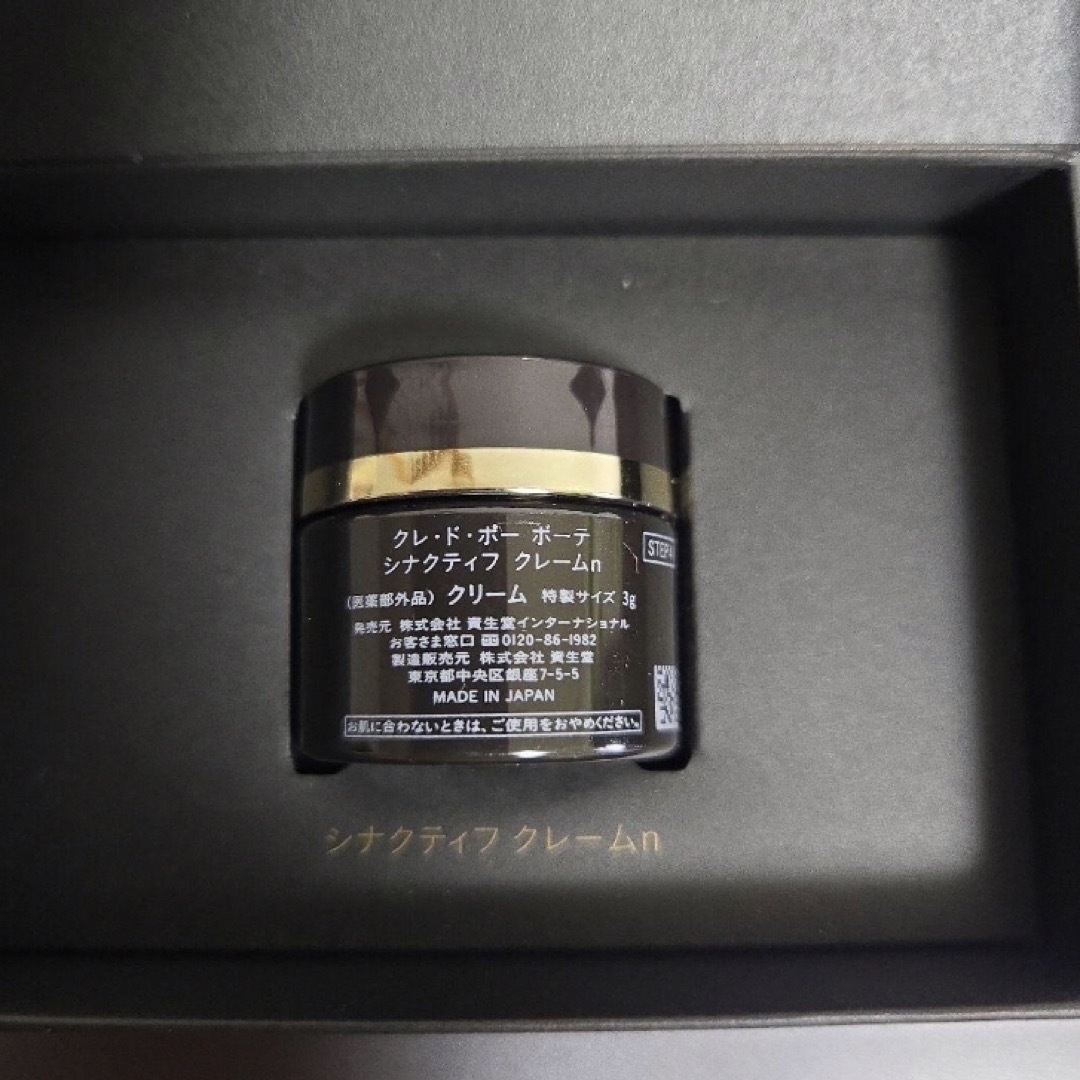 クレ・ド・ポー ボーテ
シナクティフ クレームn
(医薬部外品) クリーム 特製サイズ 3g
発売元 株式会社 資生堂インターナショナル
お客さま窓口 0120-86-1982
製造販売元 株式会社 資生堂
東京都中央区銀座7-5-5
MADE IN JAPAN
お肌に合わないときは、ご使用をおやめください。
STEP
シナクティフ クレームn